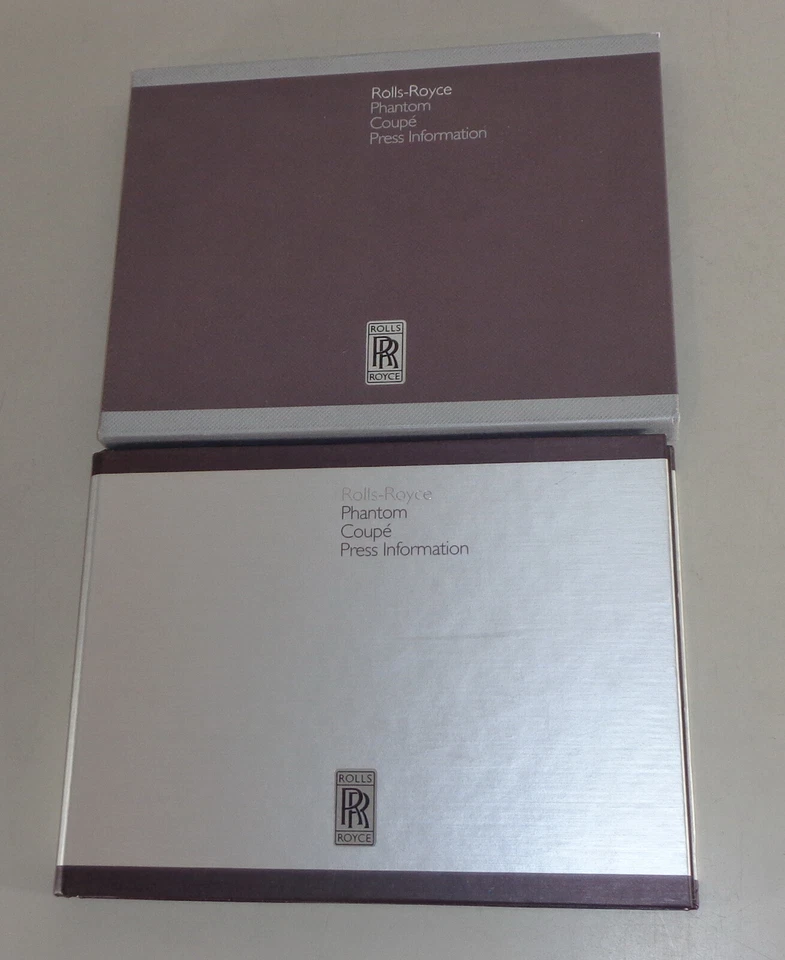 Rolls-Royce
Phantom
Coupé
Press Information
ROLLS
RR
ROYCE
Rolls-Royce
Phantom
Coupé
Press Information
ROLLS
RR
ROYCE